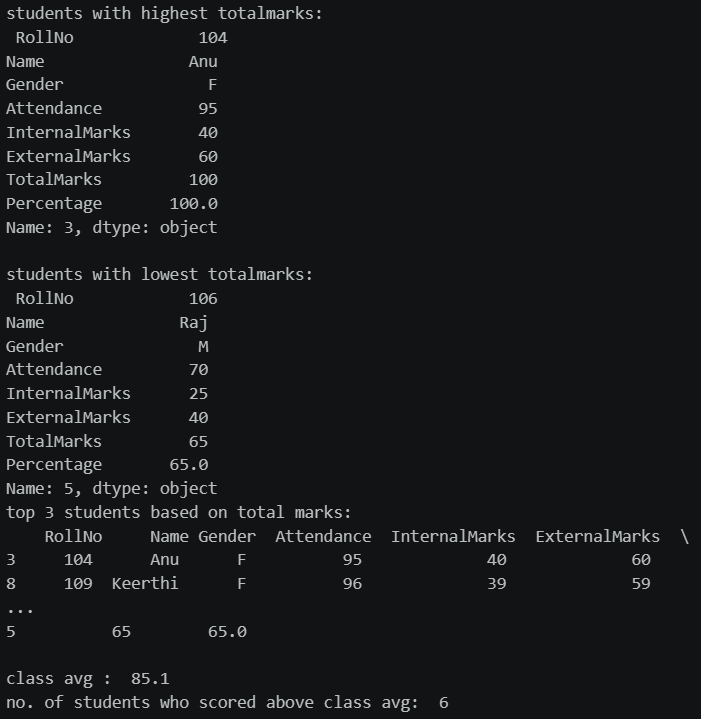 students with highest totalmarks:
 RollNo             104
Name               Anu
Gender               F
Attendance          95
InternalMarks       40
ExternalMarks       60
TotalMarks         100
Percentage       100.0
Name: 3, dtype: object

students with lowest totalmarks:
 RollNo            106
Name              Raj
Gender              M
Attendance         70
InternalMarks      25
ExternalMarks      40
TotalMarks         65
Percentage       65.0
Name: 5, dtype: object
top 3 students based on total marks:
    RollNo     Name Gender  Attendance  InternalMarks  ExternalMarks  \
3     104      Anu      F          95             40             60
8     109  Keerthi      F          96             39             59
...
5          65        65.0

class avg :  85.1
no. of students who scored above class avg:  6